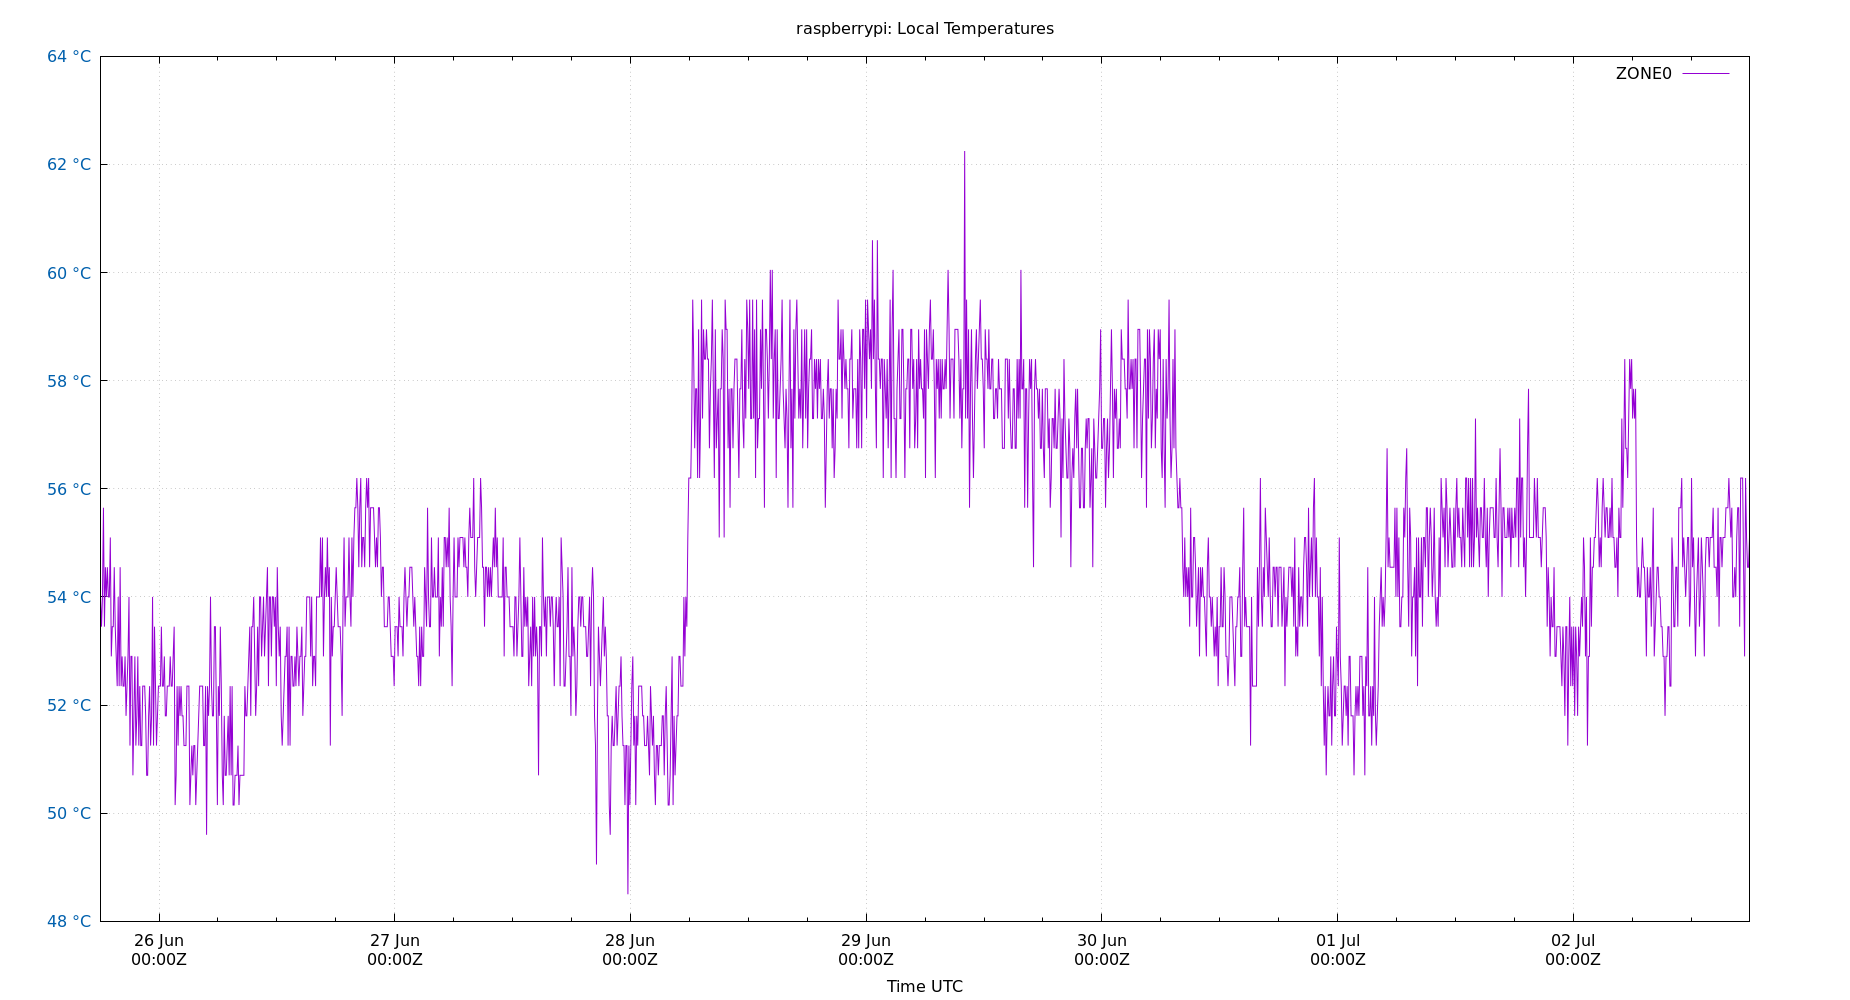 raspberrypi: Local Temperatures
64 °C
ZONE0
62 °C
60 °C
58 °C
56 °C
54 °C
52 °C
50 °C
48 °C
26 Jun 27 Jun 28 Jun 29 Jun 30 Jun 01 Jul 02 Jul
00:00Z 00:00Z 00:00Z 00:00Z 00:00Z 00:00Z 00:00Z
Time UTC